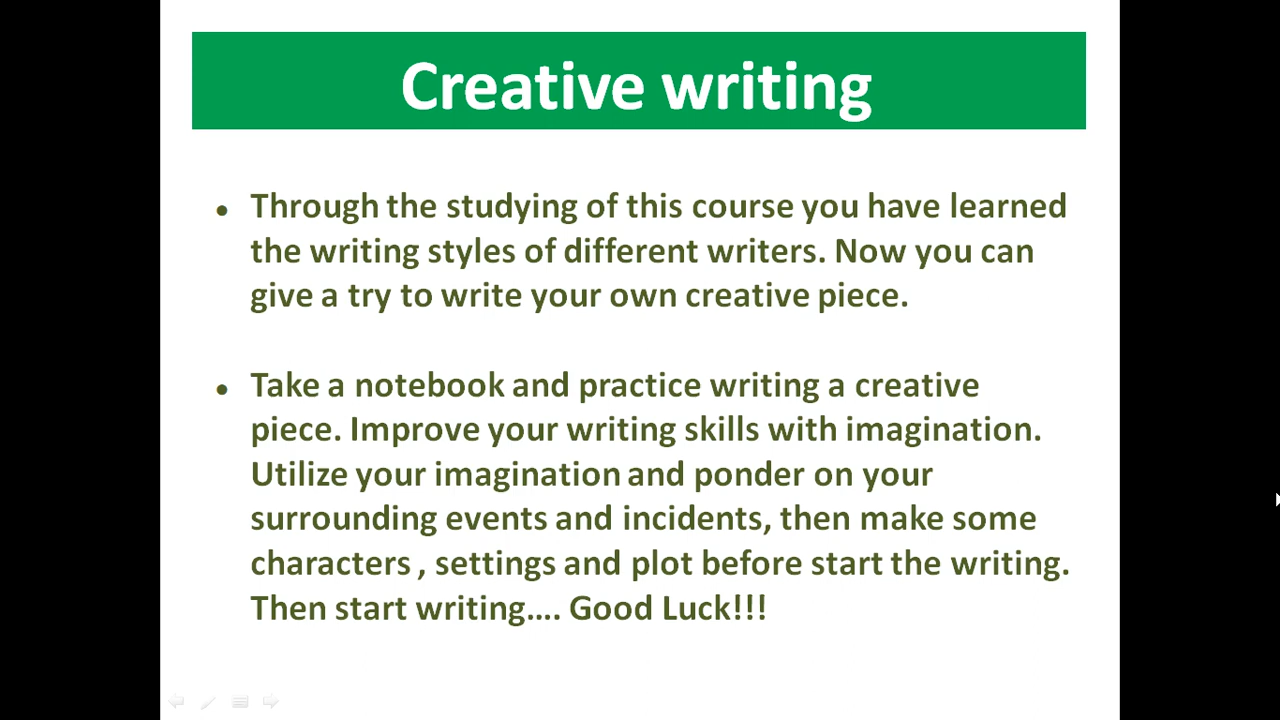 Creative writing
• Through the studying of this course you have learned
the writing styles of different writers. Now you can
give a try to write your own creative piece.
• Take a notebook and practice writing a creative
piece. Improve your writing skills with imagination.
Utilize your imagination and ponder on your
surrounding events and incidents, then make some
characters , settings and plot before start the writing.
Then start writing.... Good Luck!!!